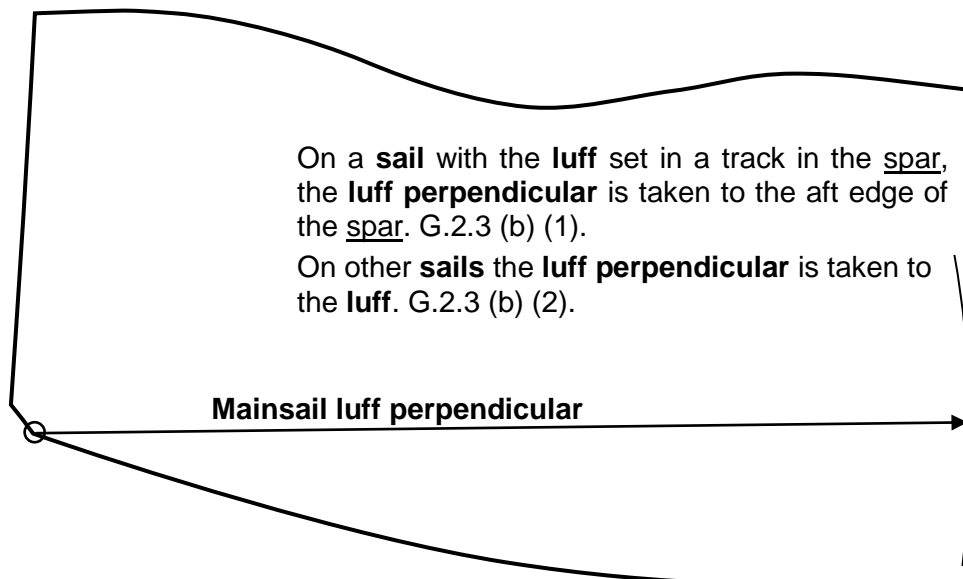 On a sail with the luff set in a track in the spar,
the luff perpendicular is taken to the aft edge of
the spar. G.2.3 (b) (1).
On other sails the luff perpendicular is taken to
the luff. G.2.3 (b) (2).
Mainsail luff perpendicular